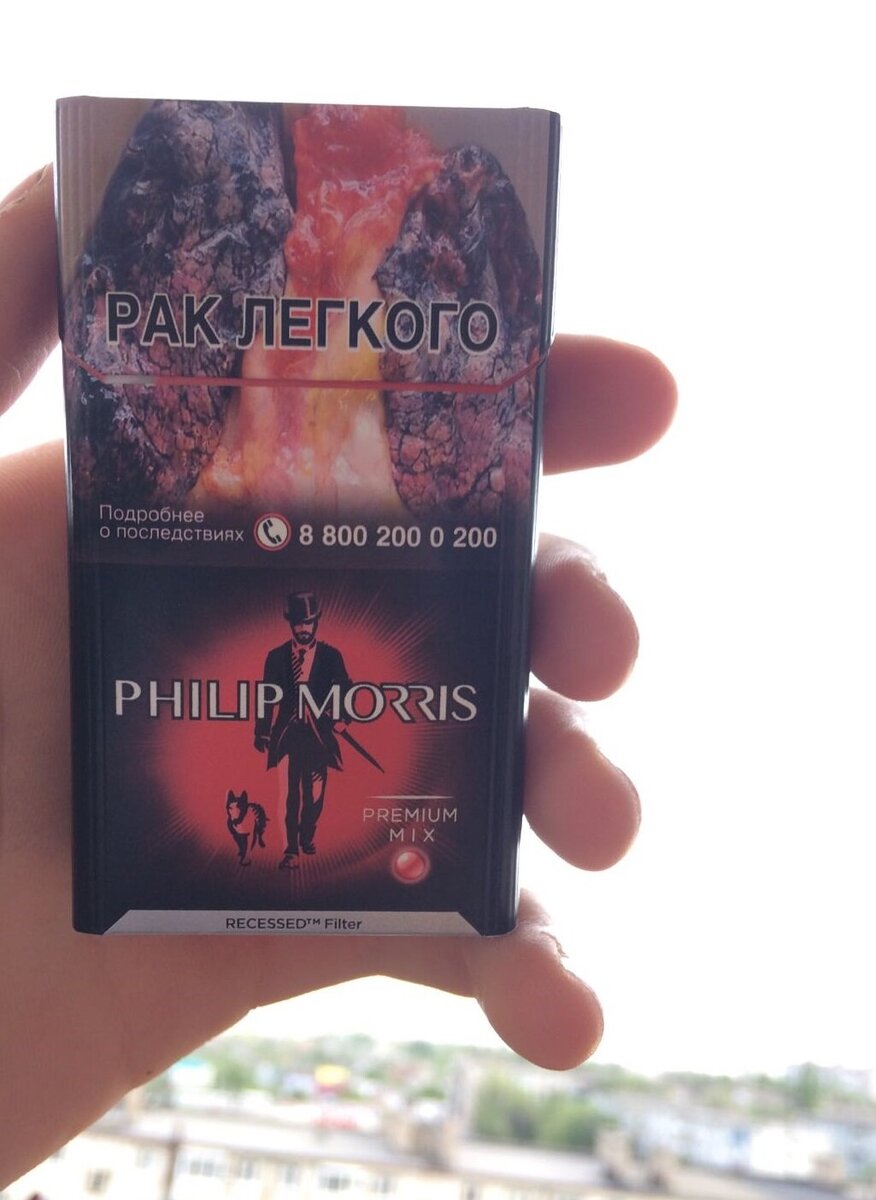 РАК ЛЕГКОГО
Подробнее
о последствиях 8 800 200 0 200
PHILIP MORRIS
PREMIUM
MIX
RECESSED™ Filter